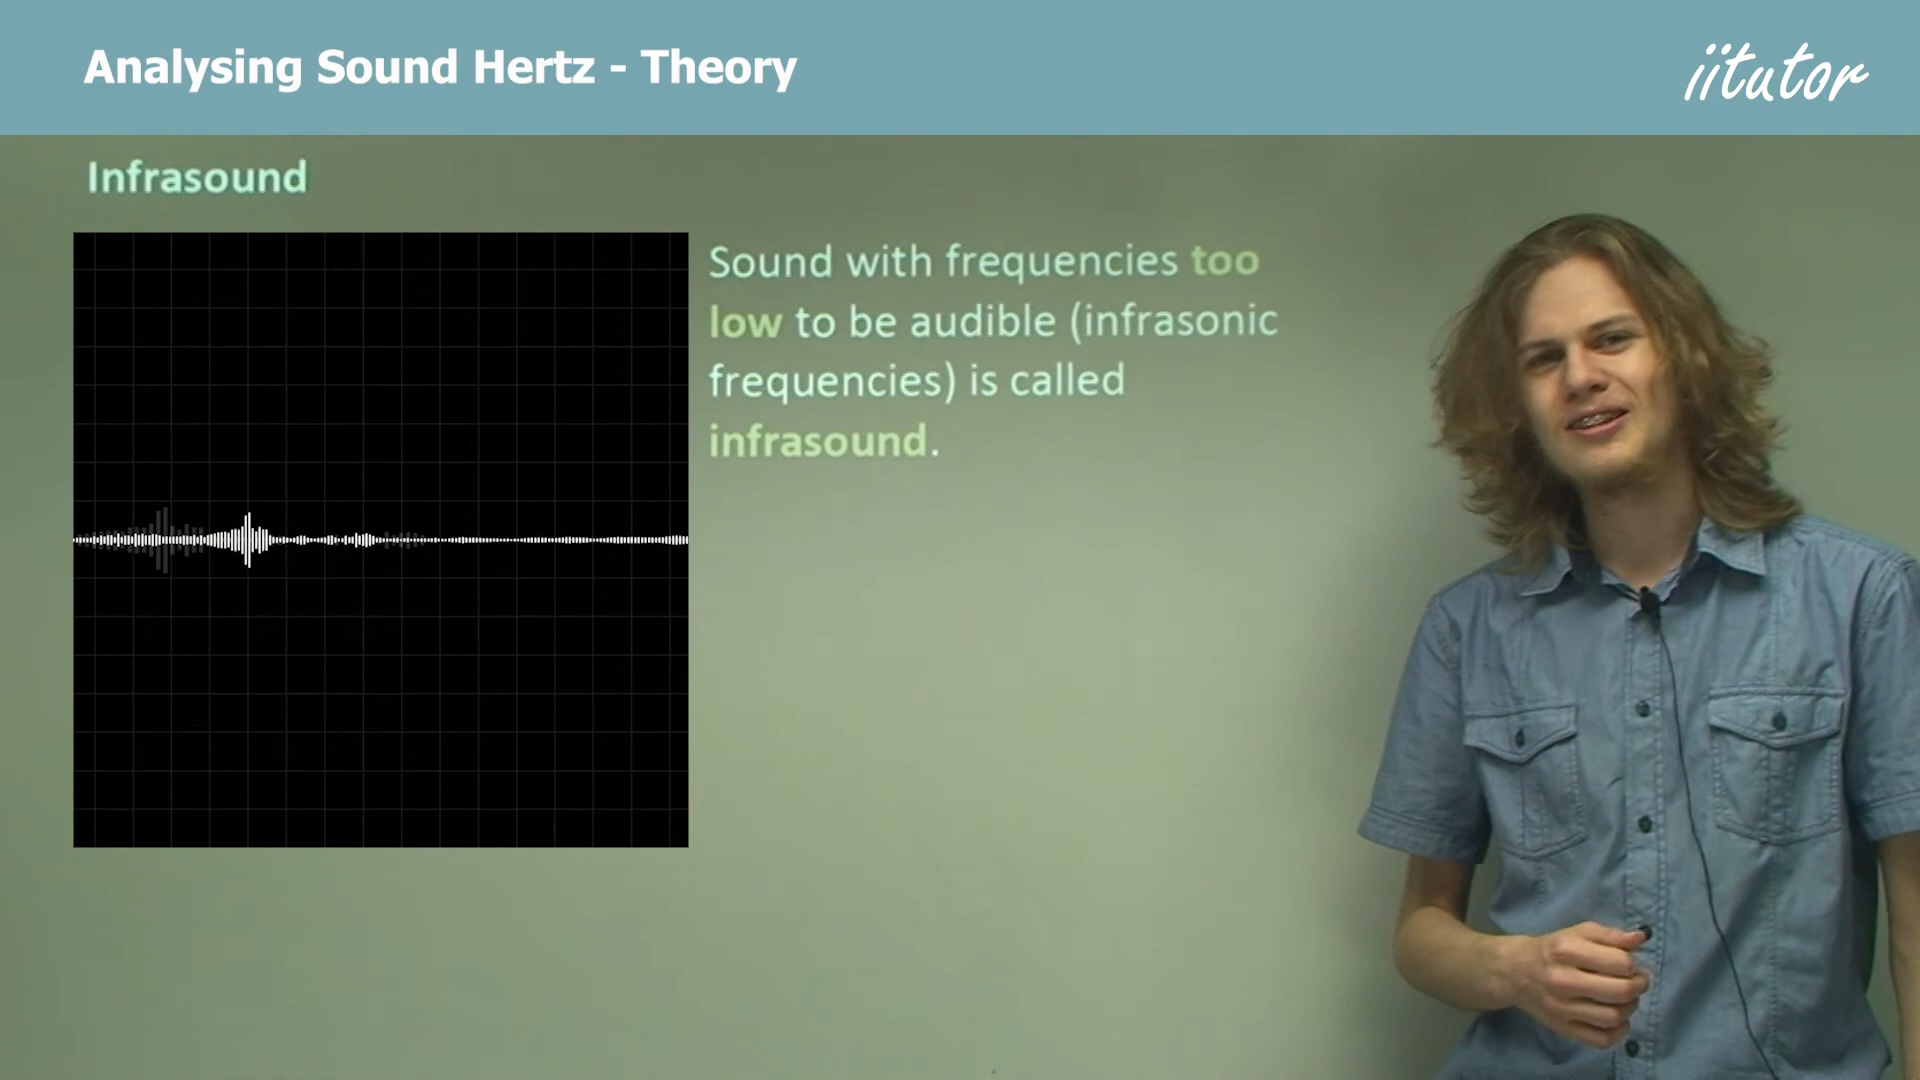 Analysing Sound Hertz - Theory
iitutor
Infrasound
Sound with frequencies too
low to be audible (infrasonic
frequencies) is called
infrasound.